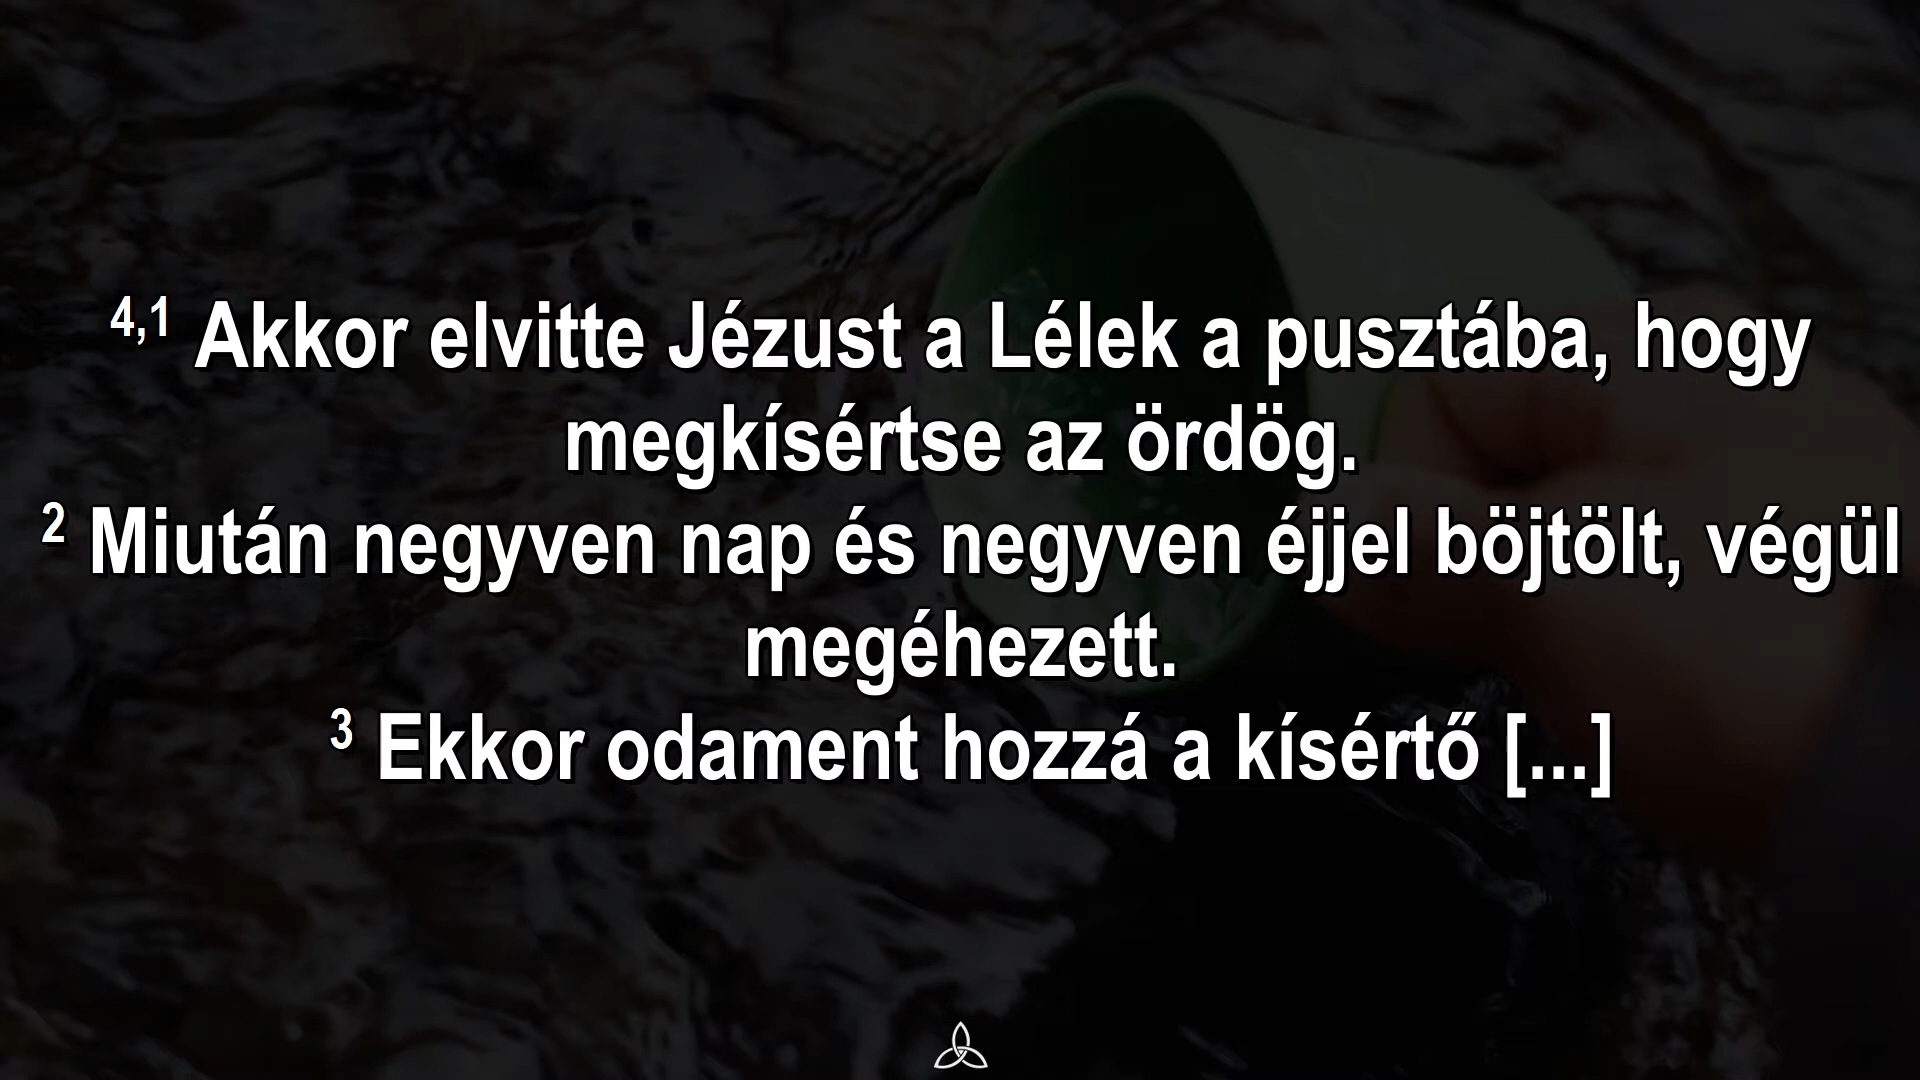 4,1 Akkor elvitte Jézust a Lélek a pusztába, hogy
megkísértse az ördög.
2 Miután negyven nap és negyven éjjel böjtölt, végül
megéhezett.
3 Ekkor odament hozzá a kísértő [...]